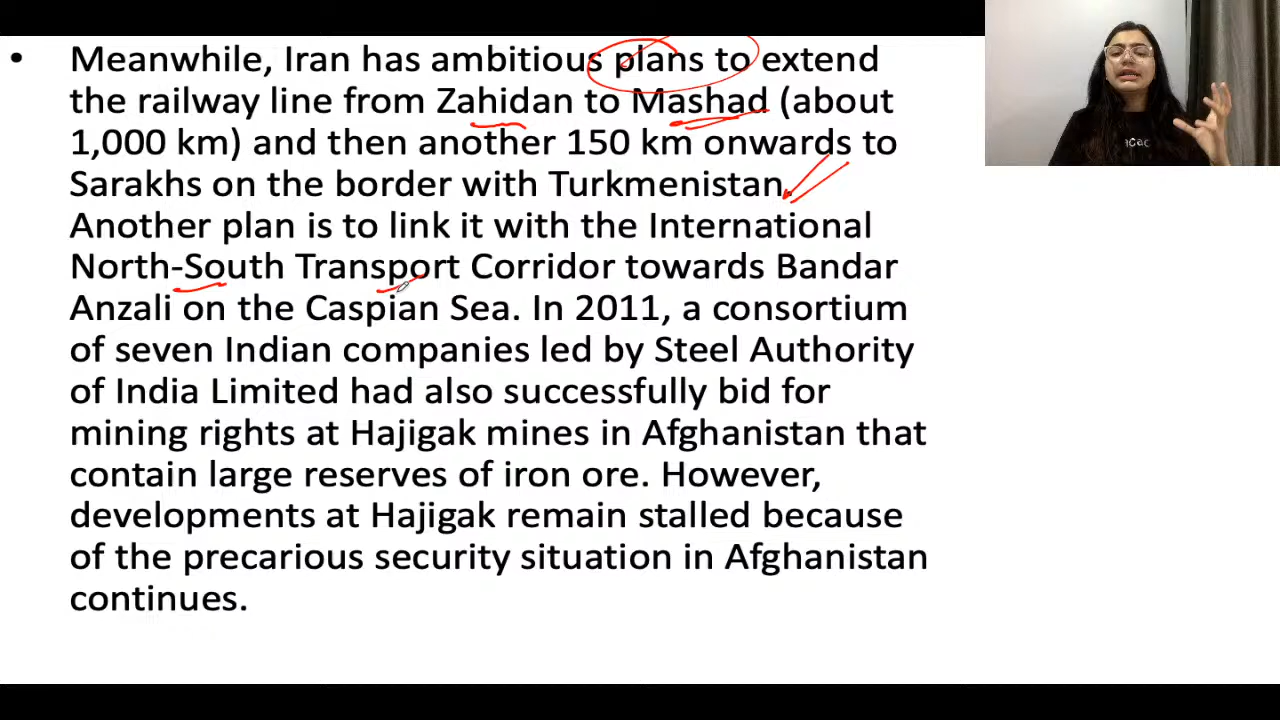 • Meanwhile, Iran has ambitious plans to extend
the railway line from Zahidan to Mashad (about
1,000 km) and then another 150 km onwards to
Sarakhs on the border with Turkmenistan.
Another plan is to link it with the International
North-South Transport Corridor towards Bandar
Anzali on the Caspian Sea. In 2011, a consortium
of seven Indian companies led by Steel Authority
of India Limited had also successfully bid for
mining rights at Hajigak mines in Afghanistan that
contain large reserves of iron ore. However,
developments at Hajigak remain stalled because
of the precarious security situation in Afghanistan
continues.